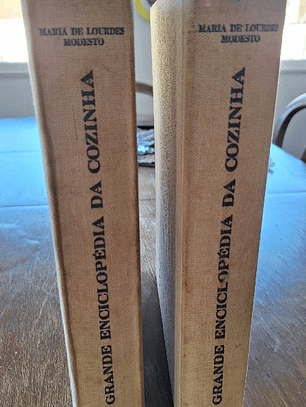 MARIA DE LOURDES
MODESTO
GRANDE ENCICLOPÉDIA DA COZINHA
MARIA DE LOURDES
MODESTO
GRANDE ENCICLOPÉDIA DA COZINHA